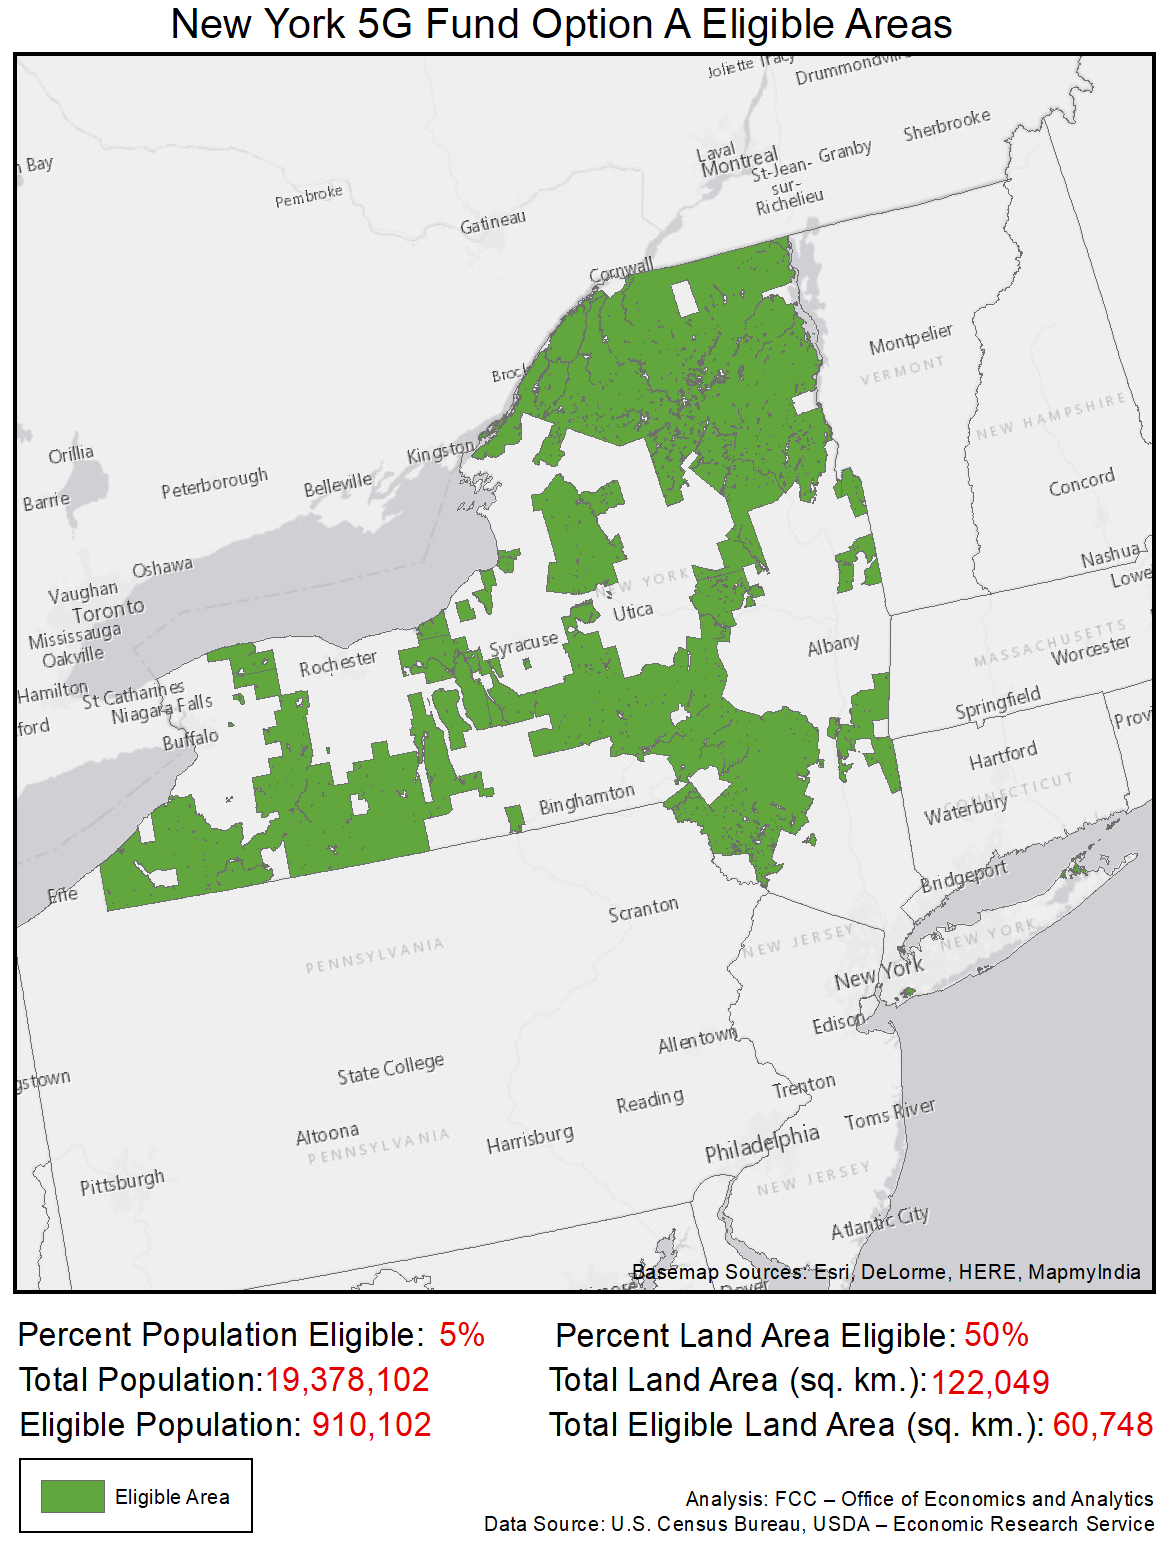 New York 5G Fund Option A Eligible Areas
Joliette Tracy
Drummondville
Sherbrooke
Laval
Montreal
St-Jean-
sur-
Richelieu
Granby
Bay
Pembroke
Gatineau
Cornwall
Montpelier
VERMONT
NEW HAMPSHIRE
Brock
Orillia
Kingston
Barrie
Peterborough
Belleville
Concord
Oshawa
Nashua
Lowe
Vaughan
Toronto
NEW YORK
Utica
Mississauga
Oakville
Rochester
Syracuse
Albany
MASSACHUSETTS
Worcester
Hamilton
St Catharines
Niagara Falls
ford
Buffalo
Springfield
Provi
Hartford
CONNECTICUT
Waterbury
Binghamton
Erie
Bridgeport
Scranton
PENNSYLVANIA
NEW JERSEY
NEW YORK
New York
Edison
Allentown
State College
gstown
Reading
Trenton
Toms River
Altoona
PENNSYLVANIA
Harrisburg
Philadelphia
Pittsburgh
NEW JERSEY
Atlantic City
Basemap Sources: Esri, DeLorme, HERE, MapmyIndia
timore
Dover
Percent Population Eligible: 5%
Percent Land Area Eligible: 50%
Total Population:19,378,102
Total Land Area (sq. km.):122,049
Eligible Population: 910,102
Total Eligible Land Area (sq. km.): 60,748
Eligible Area
Analysis: FCC – Office of Economics and Analytics
Data Source: U.S. Census Bureau, USDA – Economic Research Service